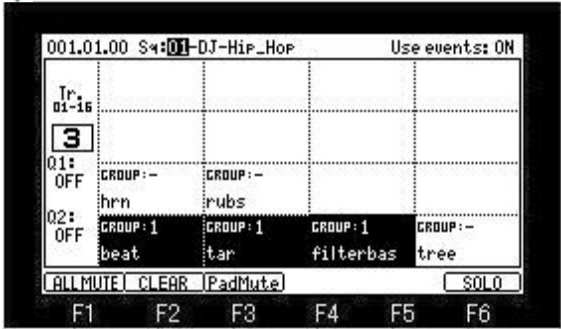 001.01.00 Sq:01-DJ-Hip_Hop Use events: ON
Tr.
01-16
3
Q1:
OFF
GROUP:- GROUP:-
hrn rubs
Q2:
OFF
GROUP:1 GROUP:1 GROUP:1 GROUP:-
beat tar filterbas tree
ALL MUTE CLEAR PadMute SOLO
F1 F2 F3 F4 F5 F6